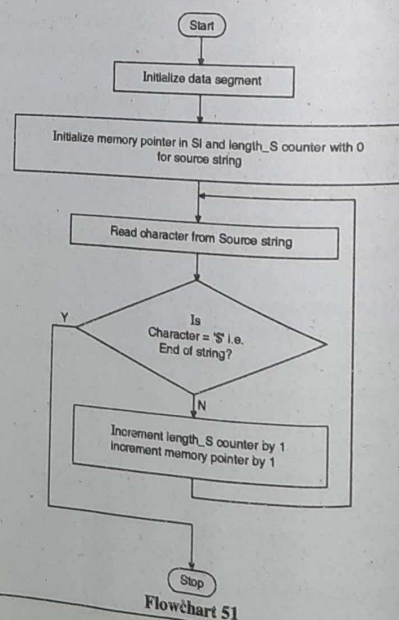 Start
Initialize data segment
Initialize memory pointer in SI and length_S counter with 0
for source string
Read character from Source string
Is
Character = '$' i.e.
End of string?
Y
N
Increment length_S counter by 1
Increment memory pointer by 1
Stop
Flowchart 51